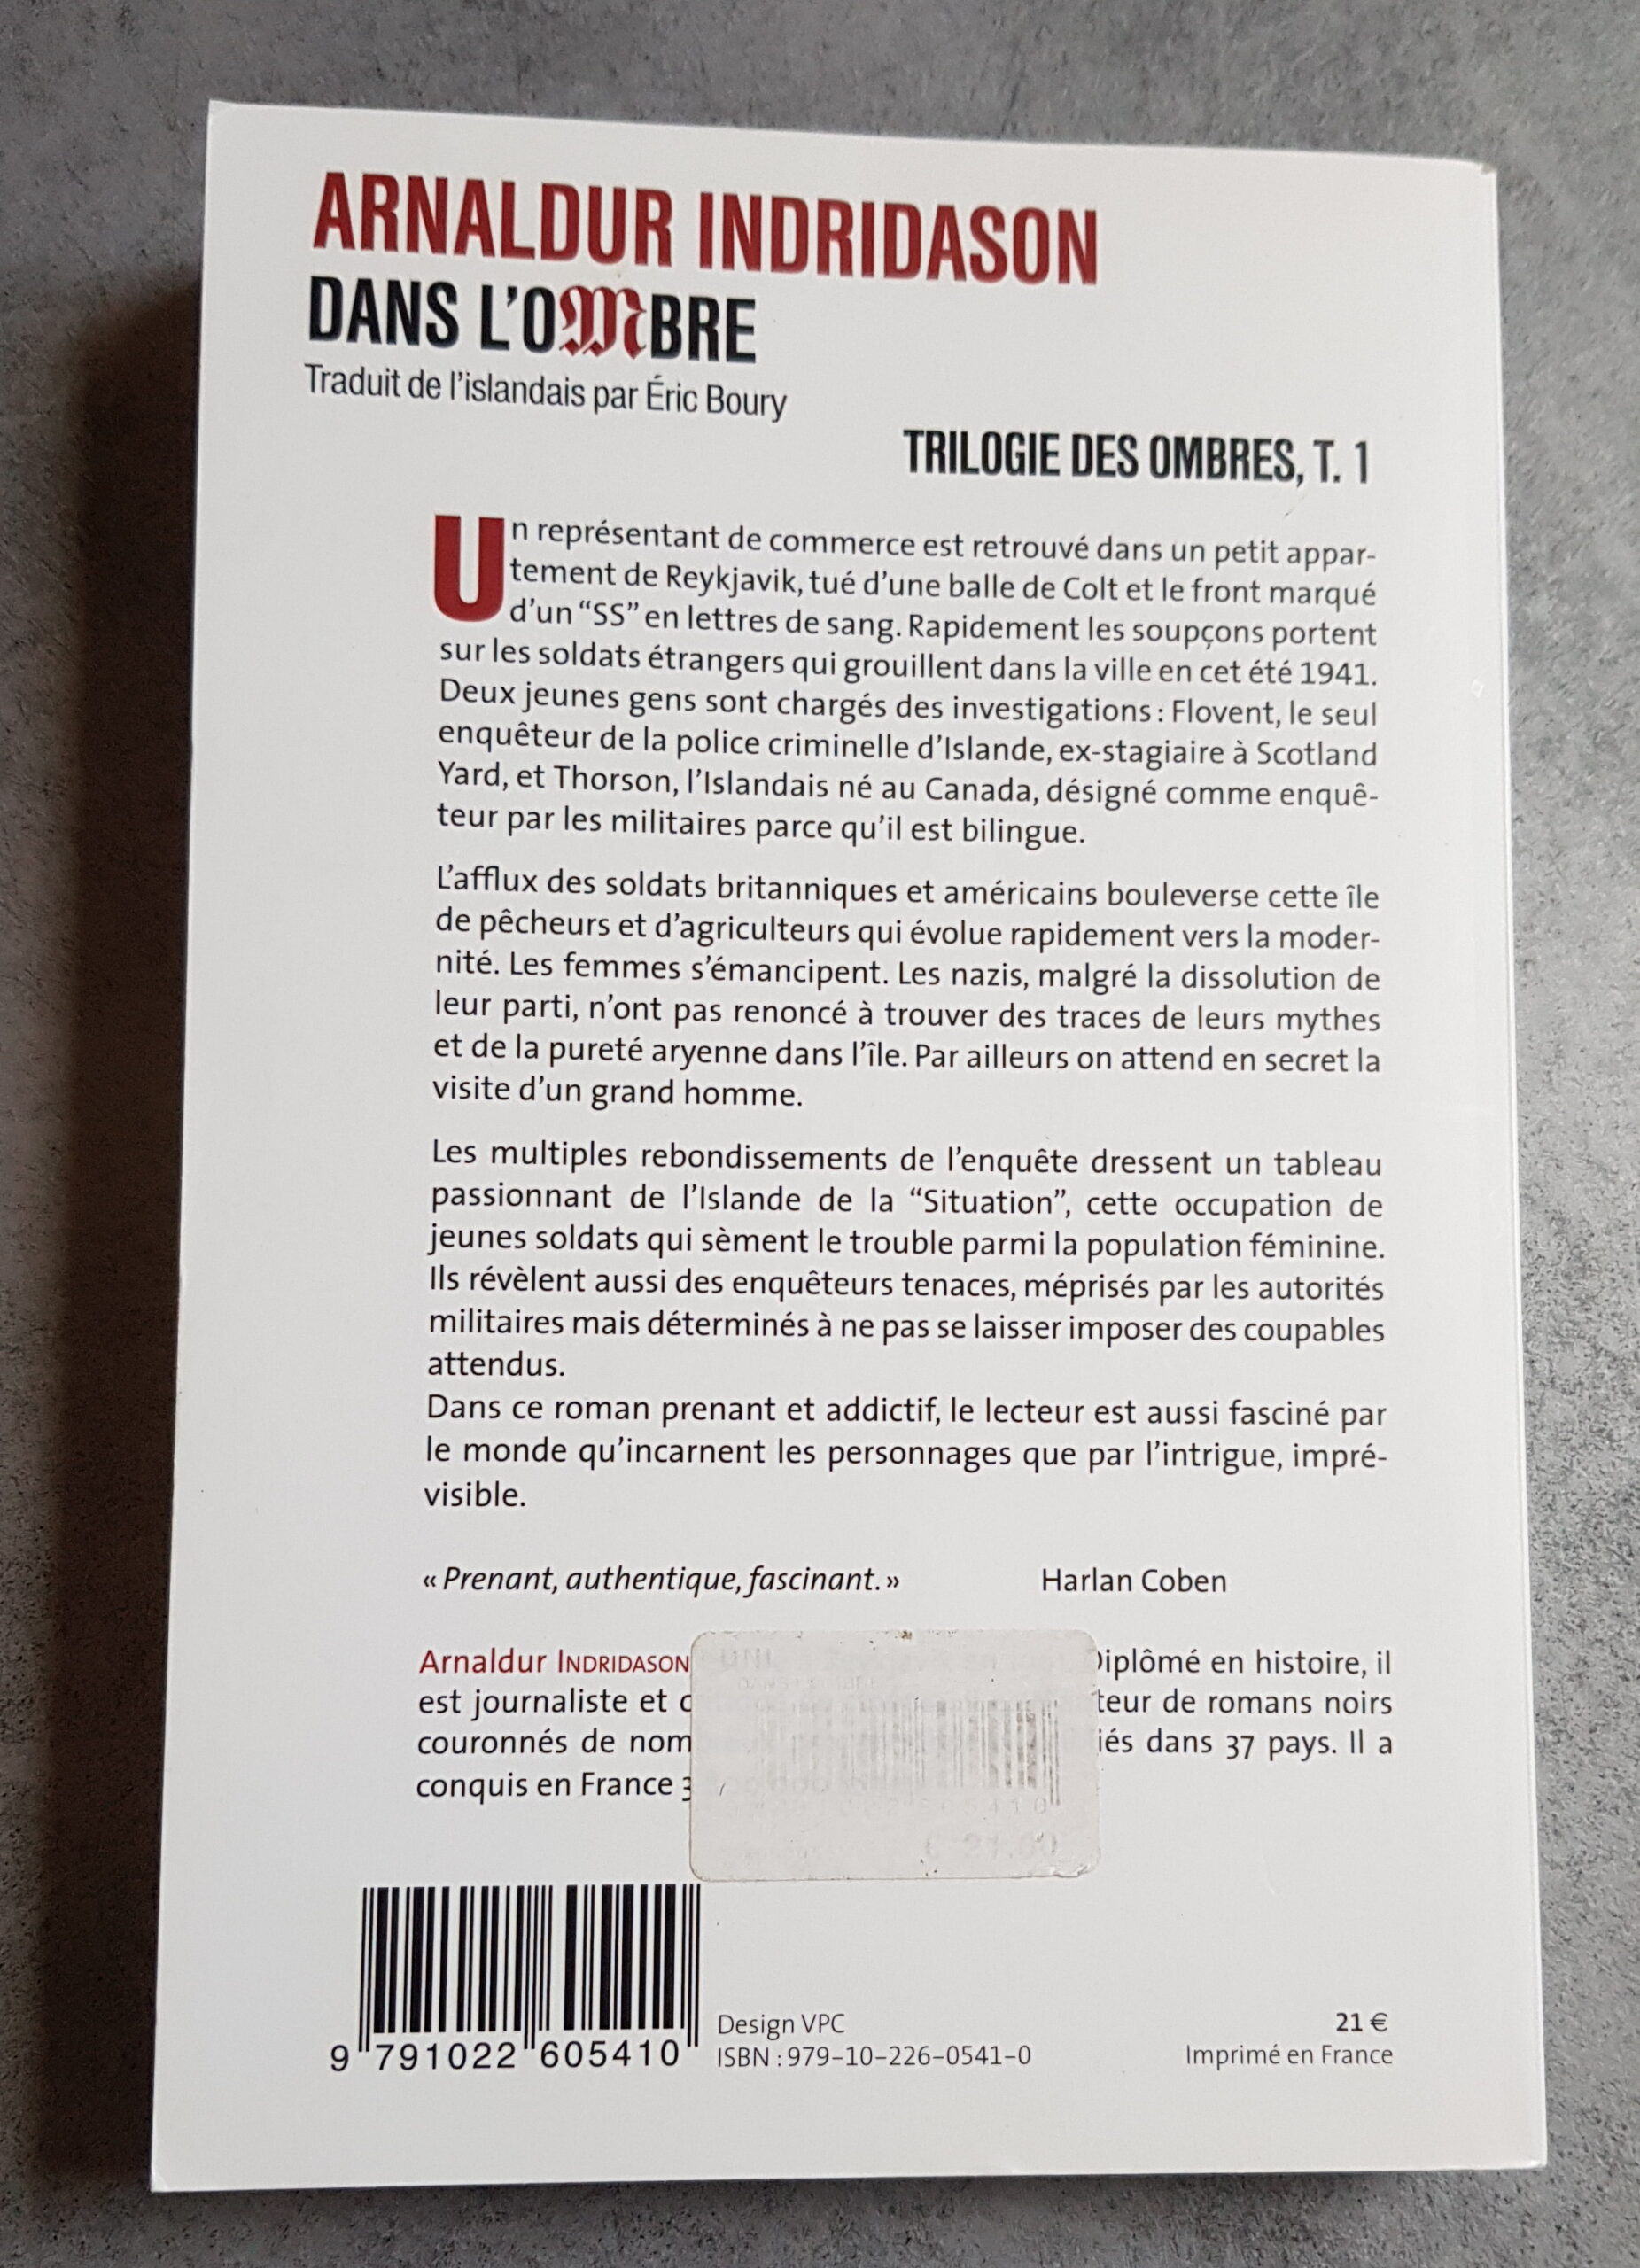 ARNALDUR INDRIDASON
DANS L'OMBRE
Traduit de l'islandais par Éric Boury
TRILOGIE DES OMBRES, T. 1
Un représentant de commerce est retrouvé dans un petit appar-
tement de Reykjavik, tué d'une balle de Colt et le front marqué
d'un “SS” en lettres de sang. Rapidement les soupçons portent
sur les soldats étrangers qui grouillent dans la ville en cet été 1941.
Deux jeunes gens sont chargés des investigations : Flovent, le seul
enquêteur de la police criminelle d'Islande, ex-stagiaire à Scotland
Yard, et Thorson, l'Islandais né au Canada, désigné comme enquê-
teur par les militaires parce qu'il est bilingue.
L'afflux des soldats britanniques et américains bouleverse cette île
de pêcheurs et d'agriculteurs qui évolue rapidement vers la moder-
nité. Les femmes s'émancipent. Les nazis, malgré la dissolution de
leur parti, n'ont pas renoncé à trouver des traces de leurs mythes
et de la pureté aryenne dans l'île. Par ailleurs on attend en secret la
visite d'un grand homme.
Les multiples rebondissements de l'enquête dressent un tableau
passionnant de l'Islande de la “Situation”, cette occupation de
jeunes soldats qui sèment le trouble parmi la population féminine.
Ils révèlent aussi des enquêteurs tenaces, méprisés par les autorités
militaires mais déterminés à ne pas se laisser imposer des coupables
attendus.
Dans ce roman prenant et addictif, le lecteur est aussi fasciné par
le monde qu'incarnent les personnages que par l'intrigue, impré-
visible.
« Prenant, authentique, fascinant. » Harlan Coben
Arnaldur INDRIDASON iplômé en histoire, il
est journaliste et teur de romans noirs
couronnés de nom iés dans 37 pays. Il a
conquis en France 3
€ 21.00
9 791022 605410
Design VPC
ISBN : 979-10-226-0541-0
21 €
Imprimé en France